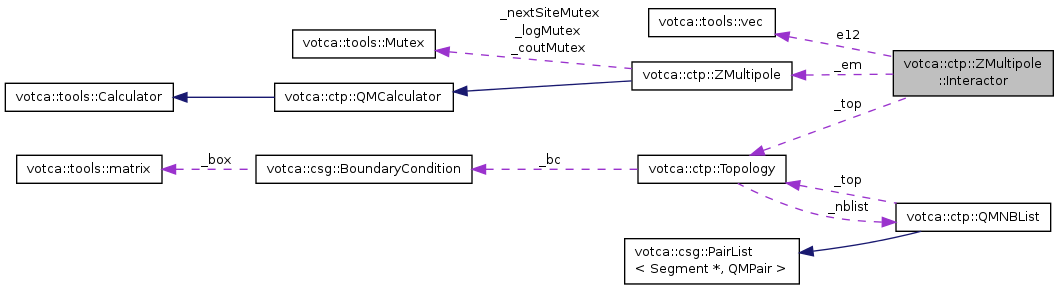 _nextSiteMutex
_logMutex
_coutMutex
votca::tools::vec
e12
votca::tools::Mutex
votca::ctp::ZMultipole
::Interactor
_em
votca::ctp::ZMultipole
votca::tools::Calculator
votca::ctp::QMCalculator
_top
votca::tools::matrix
_box
votca::csg::BoundaryCondition
_bc
votca::ctp::Topology
_top
_nblist
votca::ctp::QMNBList
votca::csg::PairList
< Segment *, QMPair >